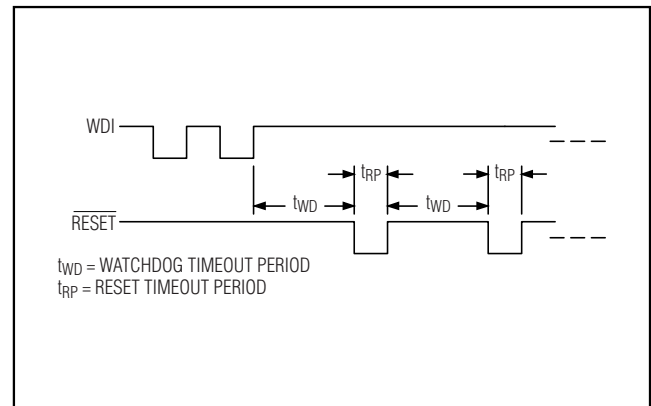 WDI
tRP tRP
tWD tWD
RESET
tWD = WATCHDOG TIMEOUT PERIOD
tRP = RESET TIMEOUT PERIOD